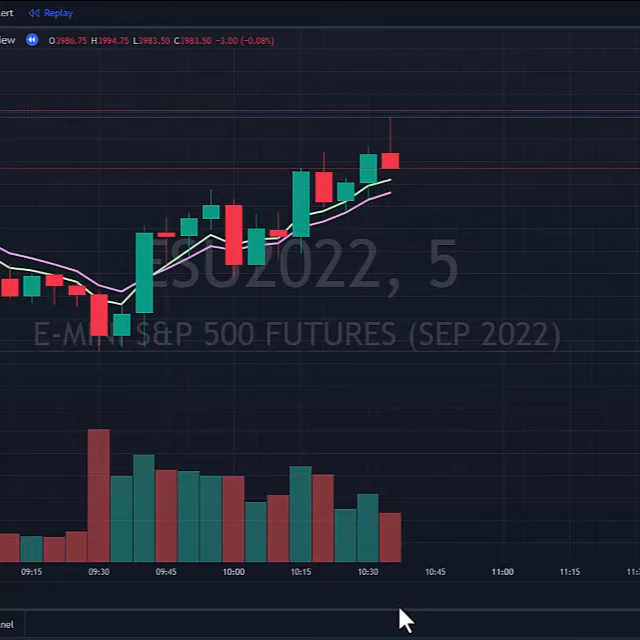 ert Replay
iew O3986.75 H3994.75 L3983.50 C3983.50 −3.00 (−0.08%)
ESU2022, 5
E-MINI S&P 500 FUTURES (SEP 2022)
09:15 09:30 09:45 10:00 10:15 10:30 10:45 11:00 11:15 11:3
nel